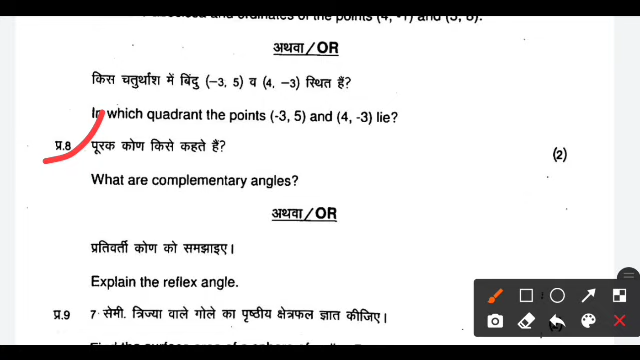 अथवा/OR
किस चतुर्थांश में बिंदु (−3, 5) व (4, −3) स्थित हैं?
In which quadrant the points (-3, 5) and (4, -3) lie?
प्र.8 पूरक कोण किसे कहते हैं? (2)
What are complementary angles?
अथवा/OR
प्रतिवर्ती कोण को समझाइए।
Explain the reflex angle.
प्र.9 7 सेमी. त्रिज्या वाले गोले का पृष्ठीय क्षेत्रफल ज्ञात कीजिए।